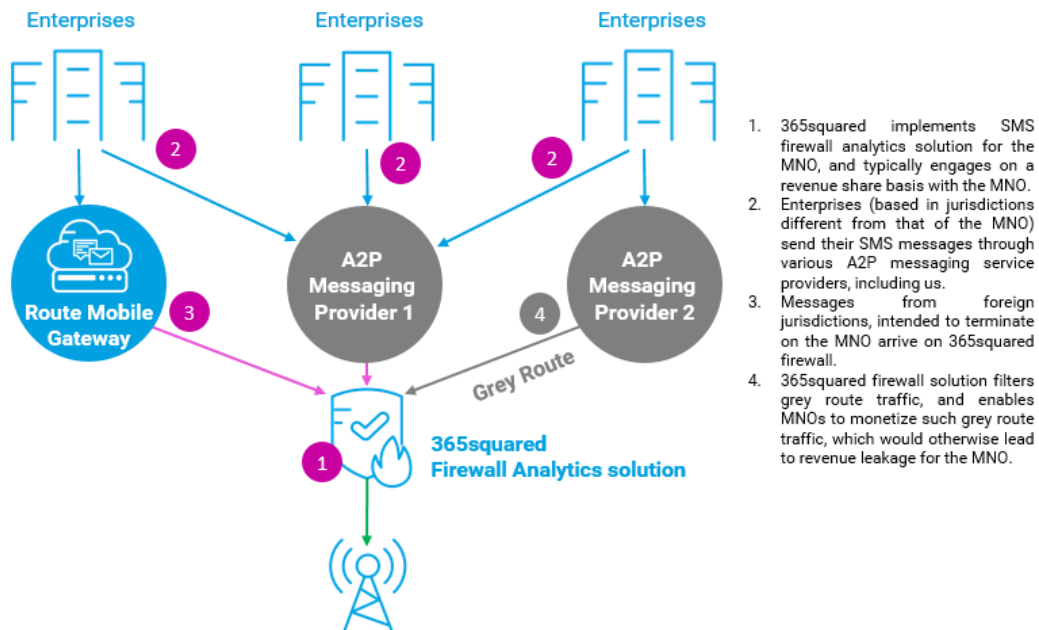 Enterprises
Enterprises
Enterprises
2
2
2
Route Mobile
Gateway
A2P
Messaging
Provider 1
A2P
Messaging
Provider 2
3
4
Grey Route
1
365squared
Firewall Analytics solution
1. 365squared implements SMS
firewall analytics solution for the
MNO, and typically engages on a
revenue share basis with the MNO.
2. Enterprises (based in jurisdictions
different from that of the MNO)
send their SMS messages through
various A2P messaging service
providers, including us.
3. Messages from foreign
jurisdictions, intended to terminate
on the MNO arrive on 365squared
firewall.
4. 365squared firewall solution filters
grey route traffic, and enables
MNOs to monetize such grey route
traffic, which would otherwise lead
to revenue leakage for the MNO.